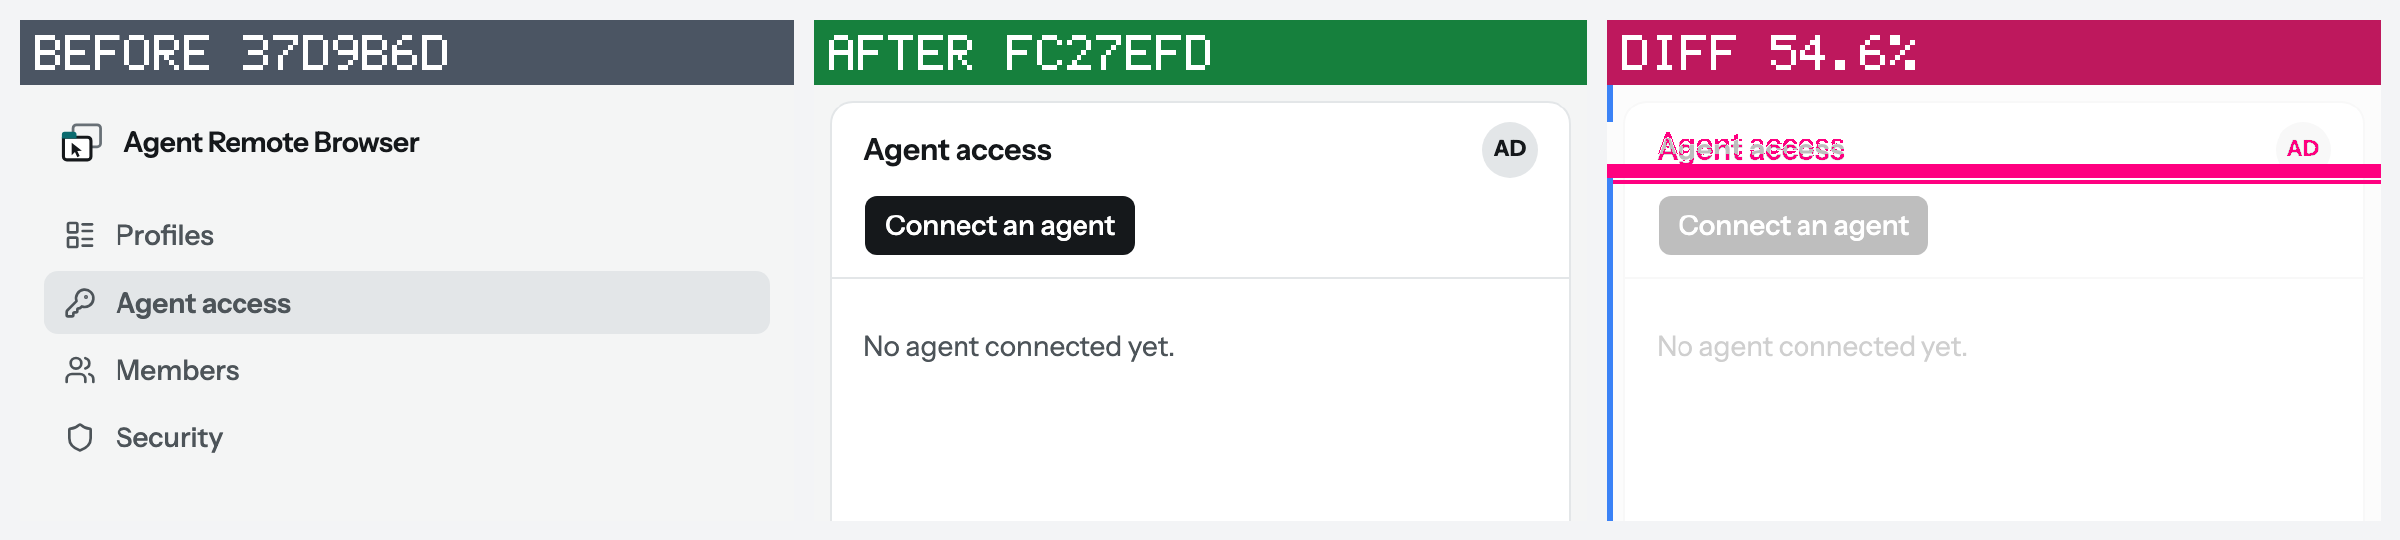 BEFORE 37D9B6D
Agent Remote Browser
Profiles
Agent access
Members
Security
AFTER FC27EFD
Agent access
AD
Connect an agent
No agent connected yet.
DIFF 54.6%
Agent access
AD
Connect an agent
No agent connected yet.